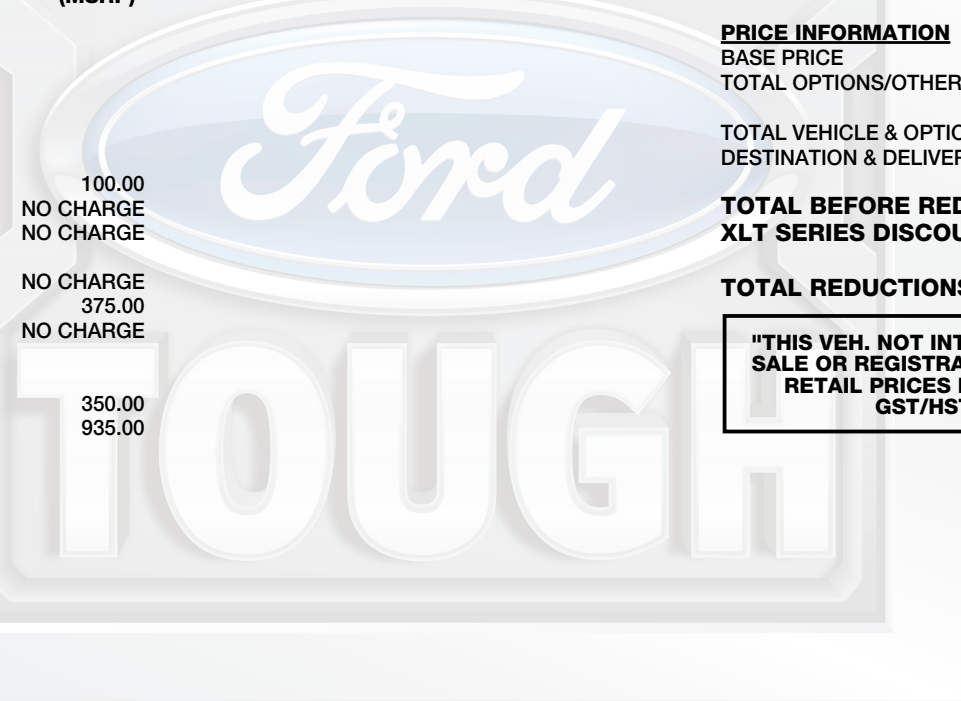 (MSRP)
100.00
NO CHARGE
NO CHARGE
NO CHARGE
375.00
NO CHARGE
350.00
935.00
Ford
TOUGH
PRICE INFORMATION
BASE PRICE
TOTAL OPTIONS/OTHER
TOTAL VEHICLE & OPTIO
DESTINATION & DELIVER
TOTAL BEFORE RED
XLT SERIES DISCOU
TOTAL REDUCTIONS
"THIS VEH. NOT INT
SALE OR REGISTRA
RETAIL PRICES
GST/HST